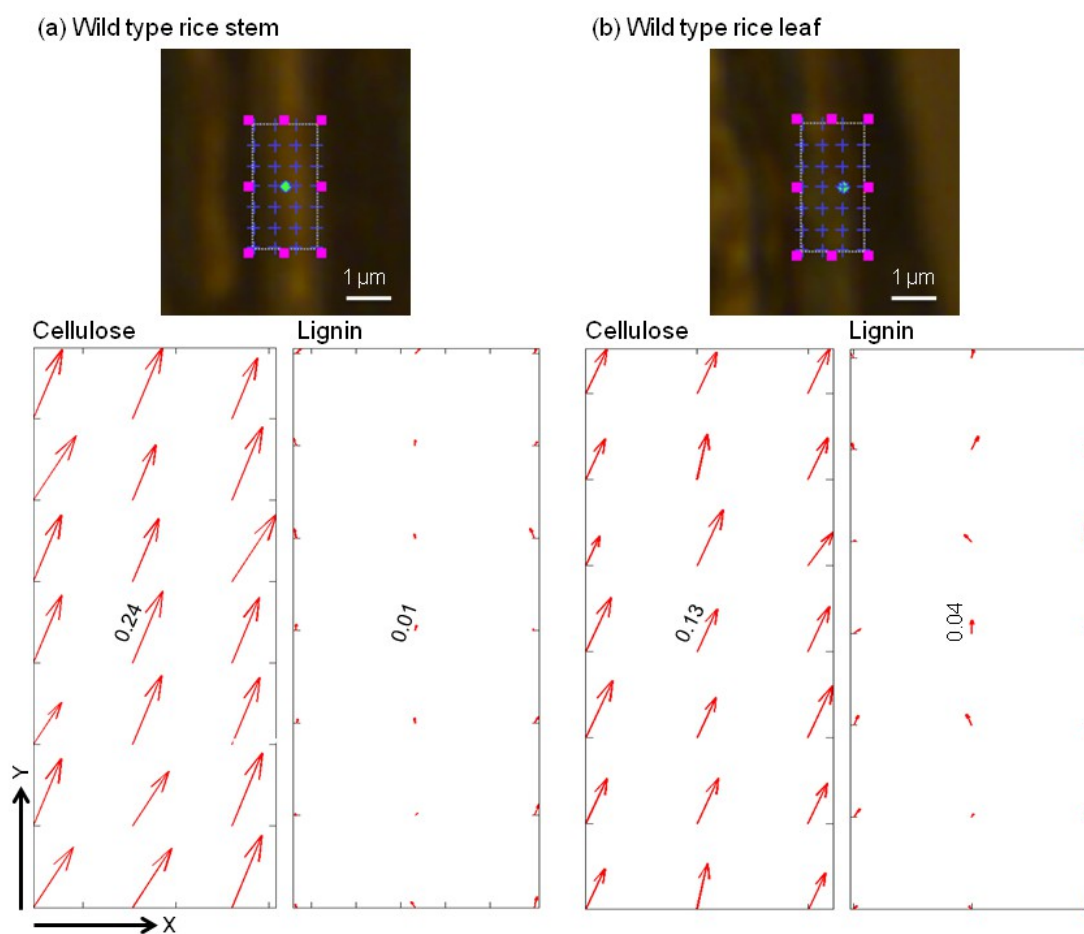 (a) Wild type rice stem
(b) Wild type rice leaf
1 µm
1 µm
Cellulose
Lignin
Cellulose
Lignin
0.24
0.01
0.13
0.04
Y
X